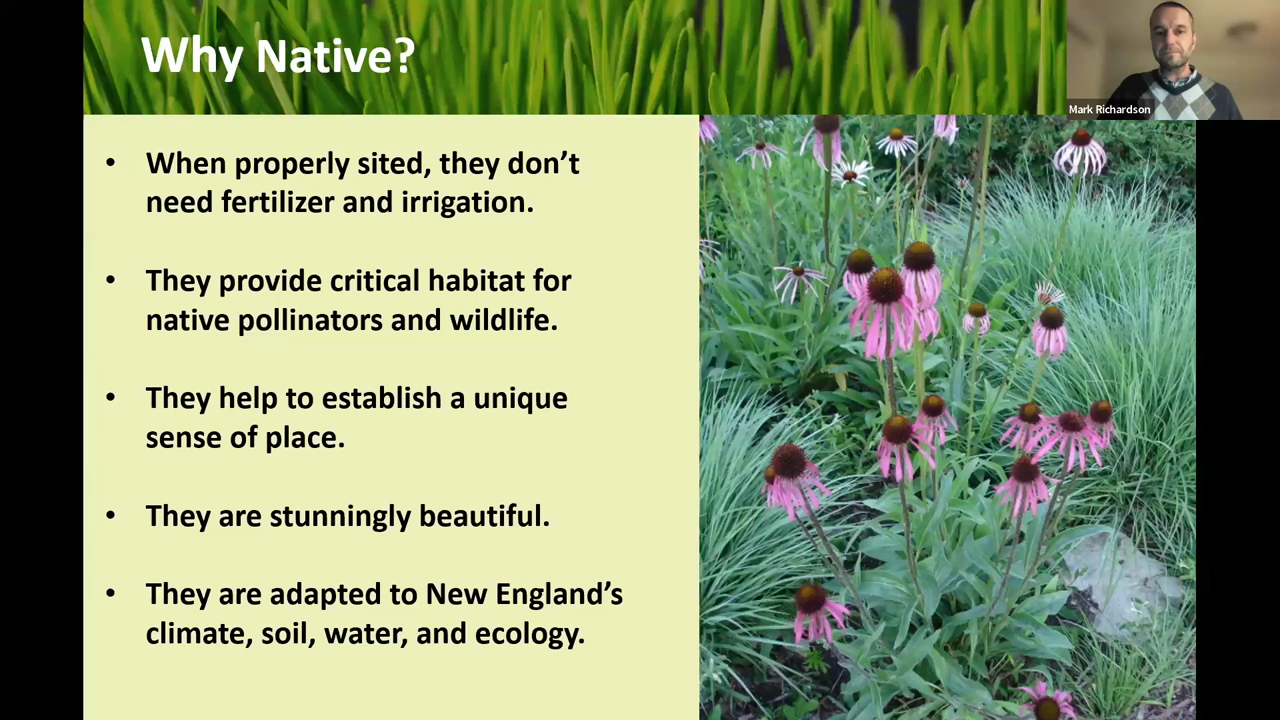 Why Native?
Mark Richardson
• When properly sited, they don’t
need fertilizer and irrigation.
• They provide critical habitat for
native pollinators and wildlife.
• They help to establish a unique
sense of place.
• They are stunningly beautiful.
• They are adapted to New England’s
climate, soil, water, and ecology.